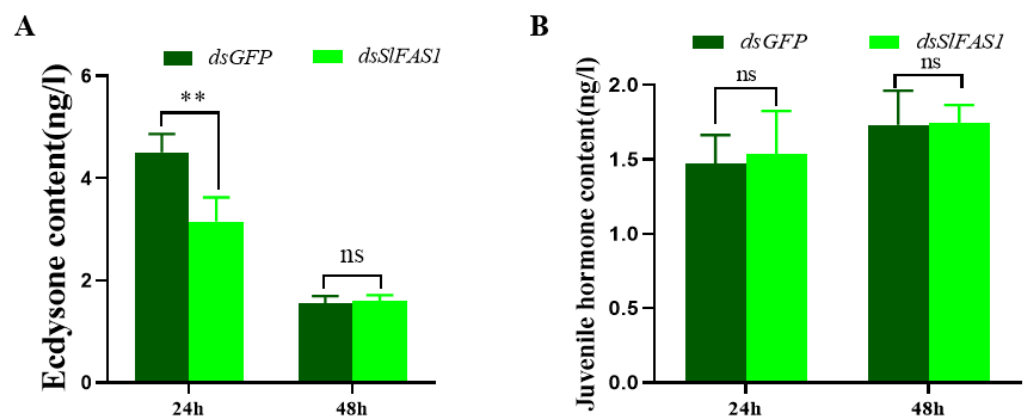 A
dsGFP dsSlFAS1
Ecdysone content(ng/l)
6
4
2
0
**
ns
24h 48h
B
dsGFP dsSlFAS1
Juvenile hormone content(ng/l)
2.0
1.5
1.0
0.5
0.0
ns
ns
24h 48h